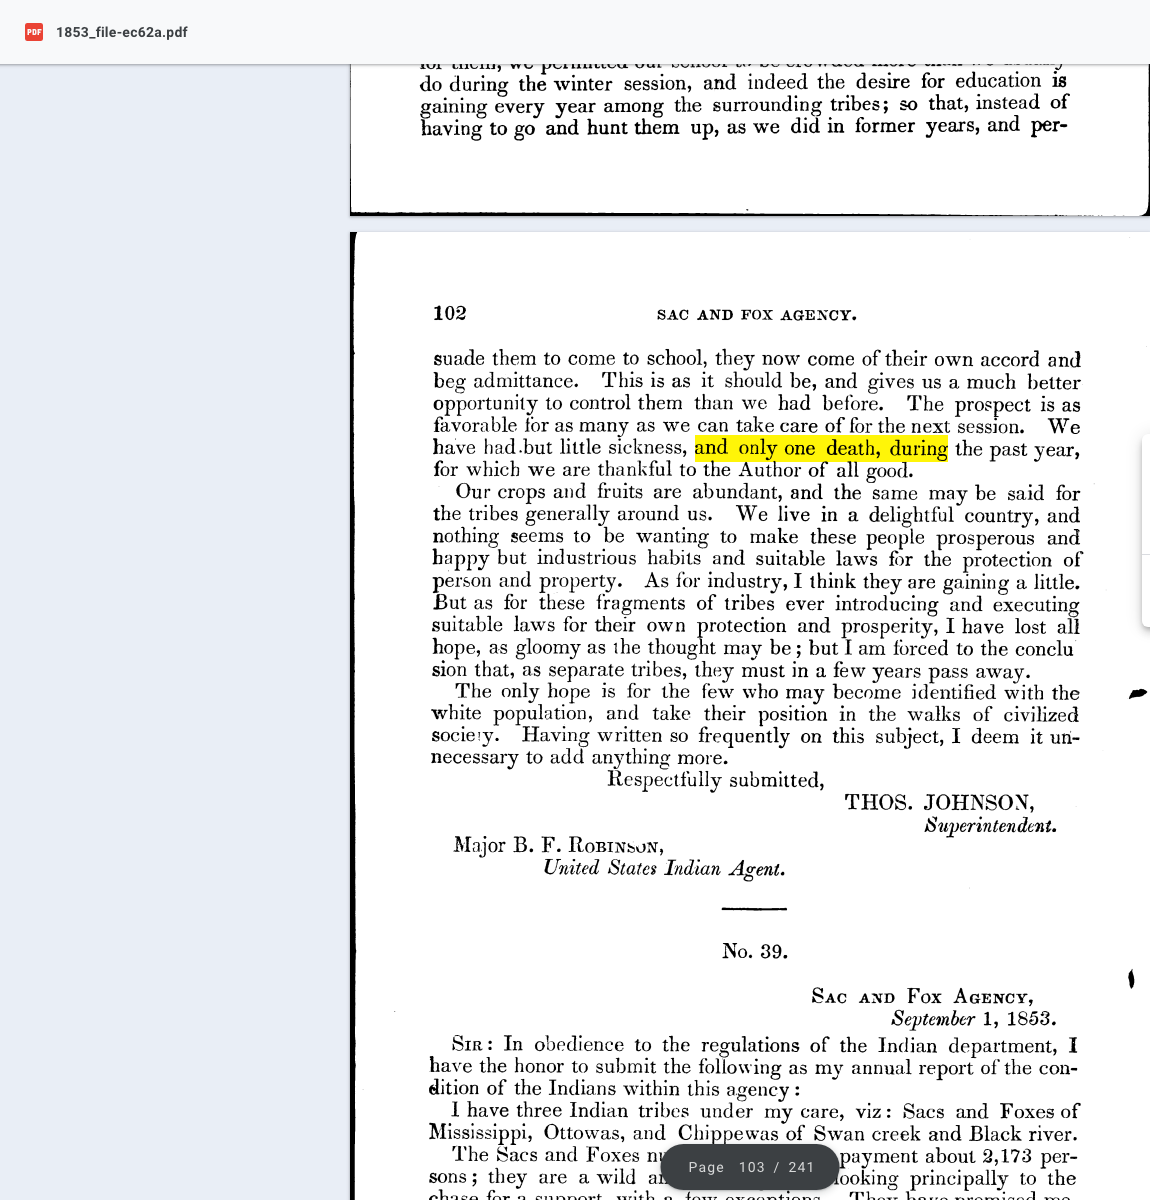 1853_file-ec62a.pdf
do during the winter session, and indeed the desire for education is
gaining every year among the surrounding tribes; so that, instead of
having to go and hunt them up, as we did in former years, and per-
102
SAC AND FOX AGENCY.
suade them to come to school, they now come of their own accord and
beg admittance. This is as it should be, and gives us a much better
opportunity to control them than we had before. The prospect is as
favorable for as many as we can take care of for the next session. We
have had but little sickness, and only one death, during the past year,
for which we are thankful to the Author of all good.
Our crops and fruits are abundant, and the same may be said for
the tribes generally around us. We live in a delightful country, and
nothing seems to be wanting to make these people prosperous and
happy but industrious habits and suitable laws for the protection of
person and property. As for industry, I think they are gaining a little.
But as for these fragments of tribes ever introducing and executing
suitable laws for their own protection and prosperity, I have lost all
hope, as gloomy as the thought may be; but I am forced to the conclu
sion that, as separate tribes, they must in a few years pass away.
The only hope is for the few who may become identified with the
white population, and take their position in the walks of civilized
society. Having written so frequently on this subject, I deem it un-
necessary to add anything more.
Respectfully submitted,
THOS. JOHNSON,
Superintendent.
Major B. F. ROBINSON,
United States Indian Agent.
No. 39.
SAC AND FOX AGENCY,
September 1, 1853.
SIR: In obedience to the regulations of the Indian department, I
have the honor to submit the following as my annual report of the con-
dition of the Indians within this agency:
I have three Indian tribes under my care, viz: Sacs and Foxes of
Mississippi, Ottowas, and Chippewas of Swan creek and Black river.
The Sacs and Foxes payment about 2,173 per-
sons; they are a wild looking principally to the
chase for a support, with a few exceptions. They have promised me
Page 103 / 241